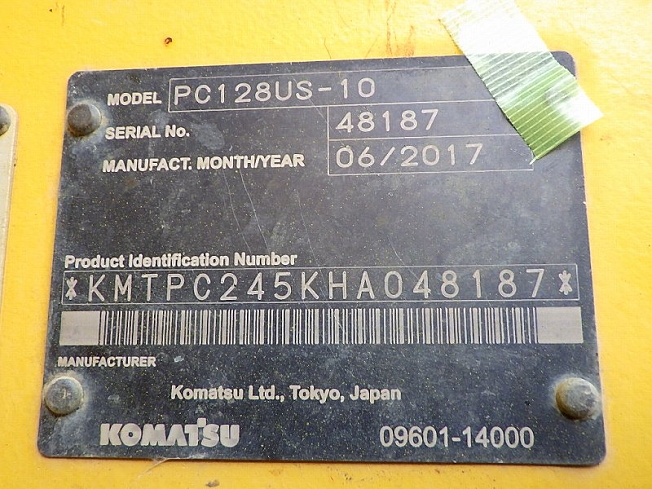 MODEL PC128US-10
SERIAL No. 48187
MANUFACT. MONTH/YEAR 06/2017
Product Identification Number
*KMTPC245KHA048187*
MANUFACTURER
Komatsu Ltd., Tokyo, Japan
KOMATSU 09601-14000